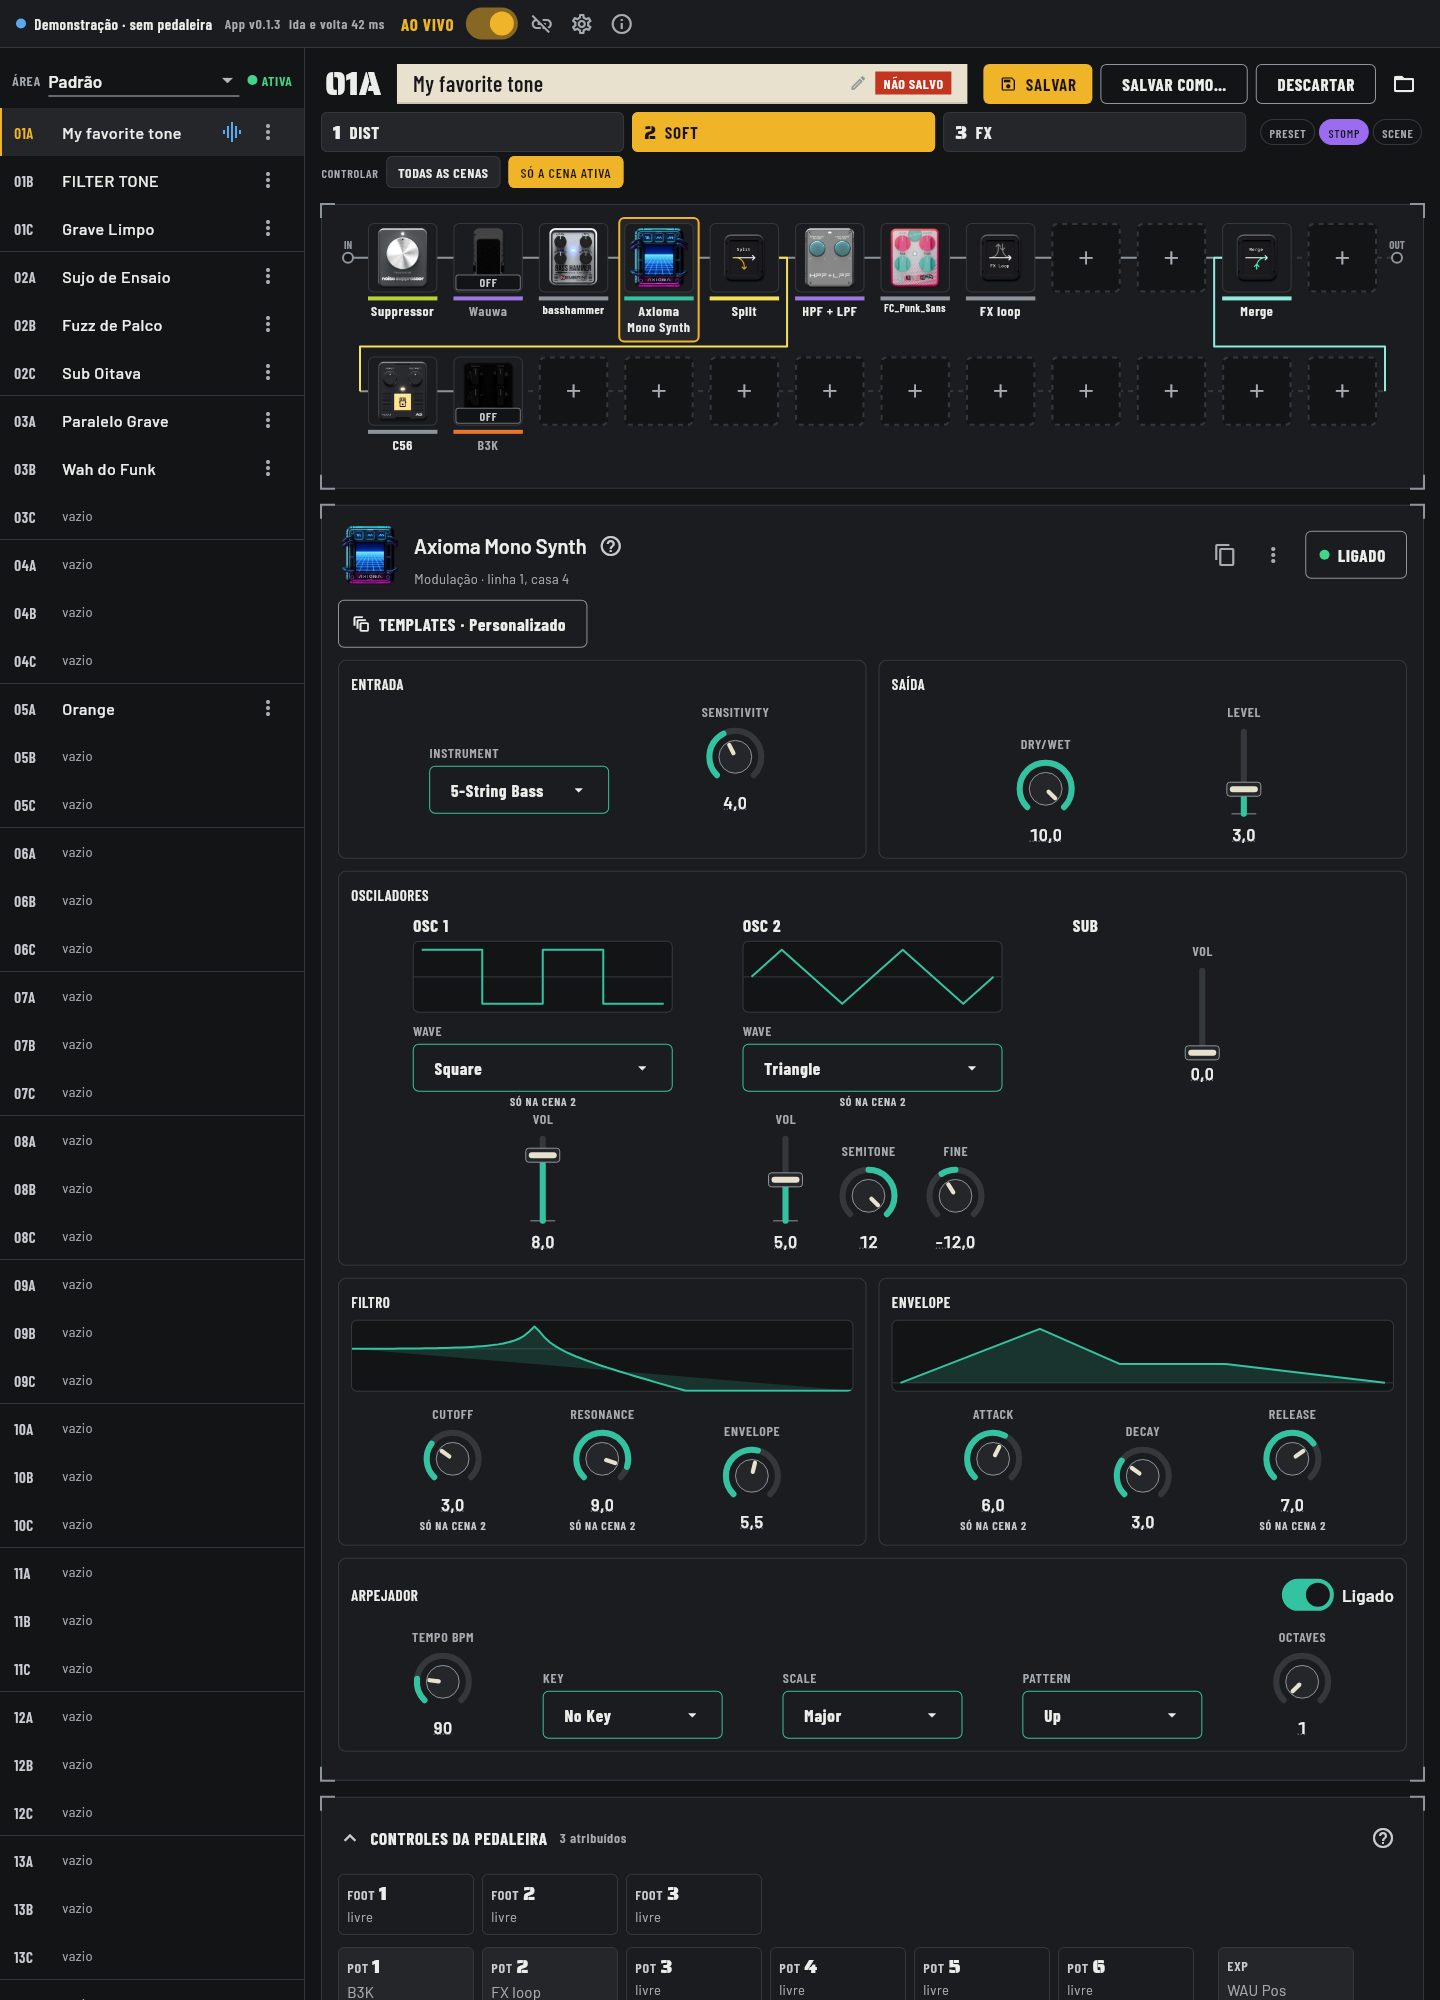 Demonstração · sem pedaleira App v0.1.3 Ida e volta 42 ms AO VIVO
ÁREA Padrão ATIVA
01A My favorite tone
01B FILTER TONE
01C Grave Limpo
02A Sujo de Ensaio
02B Fuzz de Palco
02C Sub Oitava
03A Paralelo Grave
03B Wah do Funk
03C vazio
04A vazio
04B vazio
04C vazio
05A Orange
05B vazio
05C vazio
06A vazio
06B vazio
06C vazio
07A vazio
07B vazio
07C vazio
08A vazio
08B vazio
08C vazio
09A vazio
09B vazio
09C vazio
10A vazio
10B vazio
10C vazio
11A vazio
11B vazio
11C vazio
12A vazio
12B vazio
12C vazio
13A vazio
13B vazio
13C vazio
01A My favorite tone NÃO SALVO SALVAR SALVAR COMO... DESCARTAR
1 DIST 2 SOFT 3 FX PRESET STOMP SCENE
CONTROLAR TODAS AS CENAS SÓ A CENA ATIVA
IN OFF Split FX Loop Merge OUT
Suppressor Wauwa basshammer Axioma Mono Synth Split HPF + LPF FC_Punk_Sans FX loop Merge
OFF
C56 B3K
Axioma Mono Synth
Modulação · linha 1, casa 4
LIGADO
TEMPLATES · Personalizado
ENTRADA
INSTRUMENT
5-String Bass
SENSITIVITY
4,0
SAÍDA
DRY/WET
10,0
LEVEL
3,0
OSCILADORES
OSC 1
WAVE
Square
SÓ NA CENA 2
VOL
8,0
OSC 2
WAVE
Triangle
SÓ NA CENA 2
VOL SEMITONE FINE
5,0 12 -12,0
SUB
VOL
0,0
FILTRO
CUTOFF RESONANCE ENVELOPE
3,0 9,0 5,5
SÓ NA CENA 2 SÓ NA CENA 2
ENVELOPE
ATTACK DECAY RELEASE
6,0 3,0 7,0
SÓ NA CENA 2 SÓ NA CENA 2
ARPEJADOR Ligado
TEMPO BPM KEY SCALE PATTERN OCTAVES
90 No Key Major Up 1
CONTROLES DA PEDALEIRA 3 atribuídos
FOOT 1 FOOT 2 FOOT 3
livre livre livre
POT 1 POT 2 POT 3 POT 4 POT 5 POT 6 EXP
B3K FX loop livre livre livre livre WAU Pos